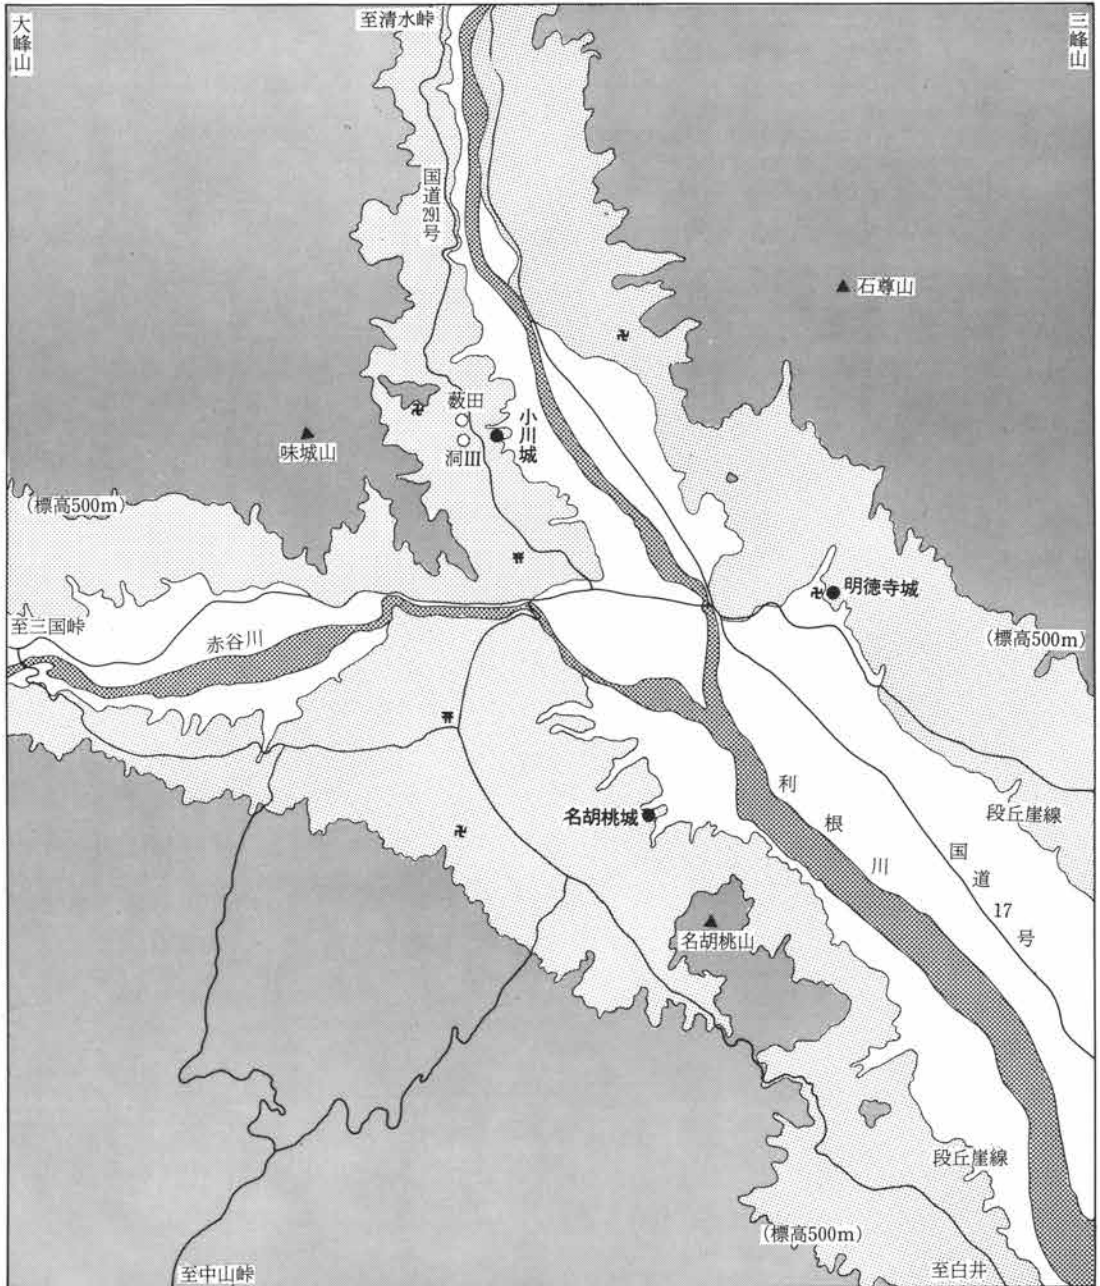 大峰山
至清水峠
三峰山
国道291号
石尊山
薮田
小川城
味城山
洞Ⅲ
(標高500m)
明徳寺城
至三国峠
赤谷川
(標高500m)
利根川
段丘崖線
名胡桃城
国道17号
名胡桃山
段丘崖線
(標高500m)
至中山峠
至白井